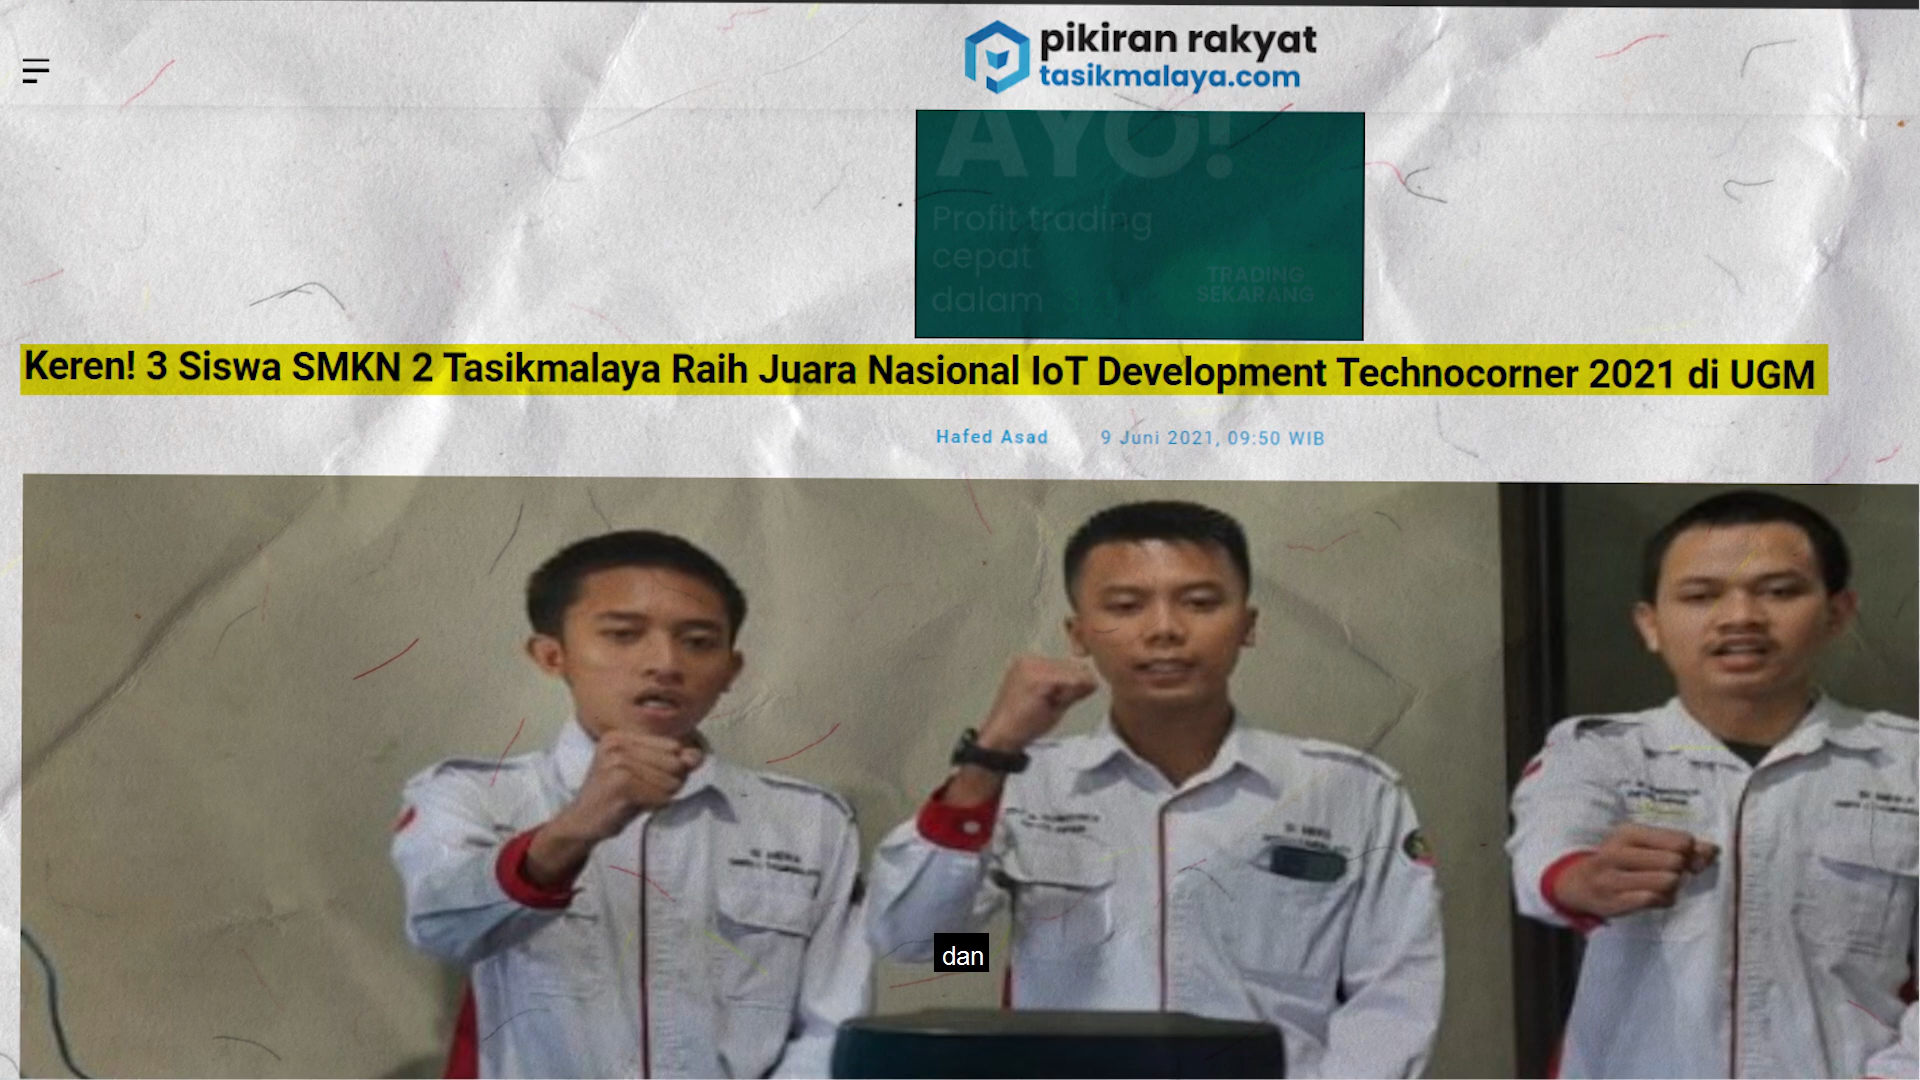 pikiran rakyat
tasikmalaya.com
AYO!
Profit trading
cepat
dalam
TRADING
SEKARANG
Keren! 3 Siswa SMKN 2 Tasikmalaya Raih Juara Nasional IoT Development Technocorner 2021 di UGM
Hafed Asad 9 Juni 2021, 09:50 WIB
dan